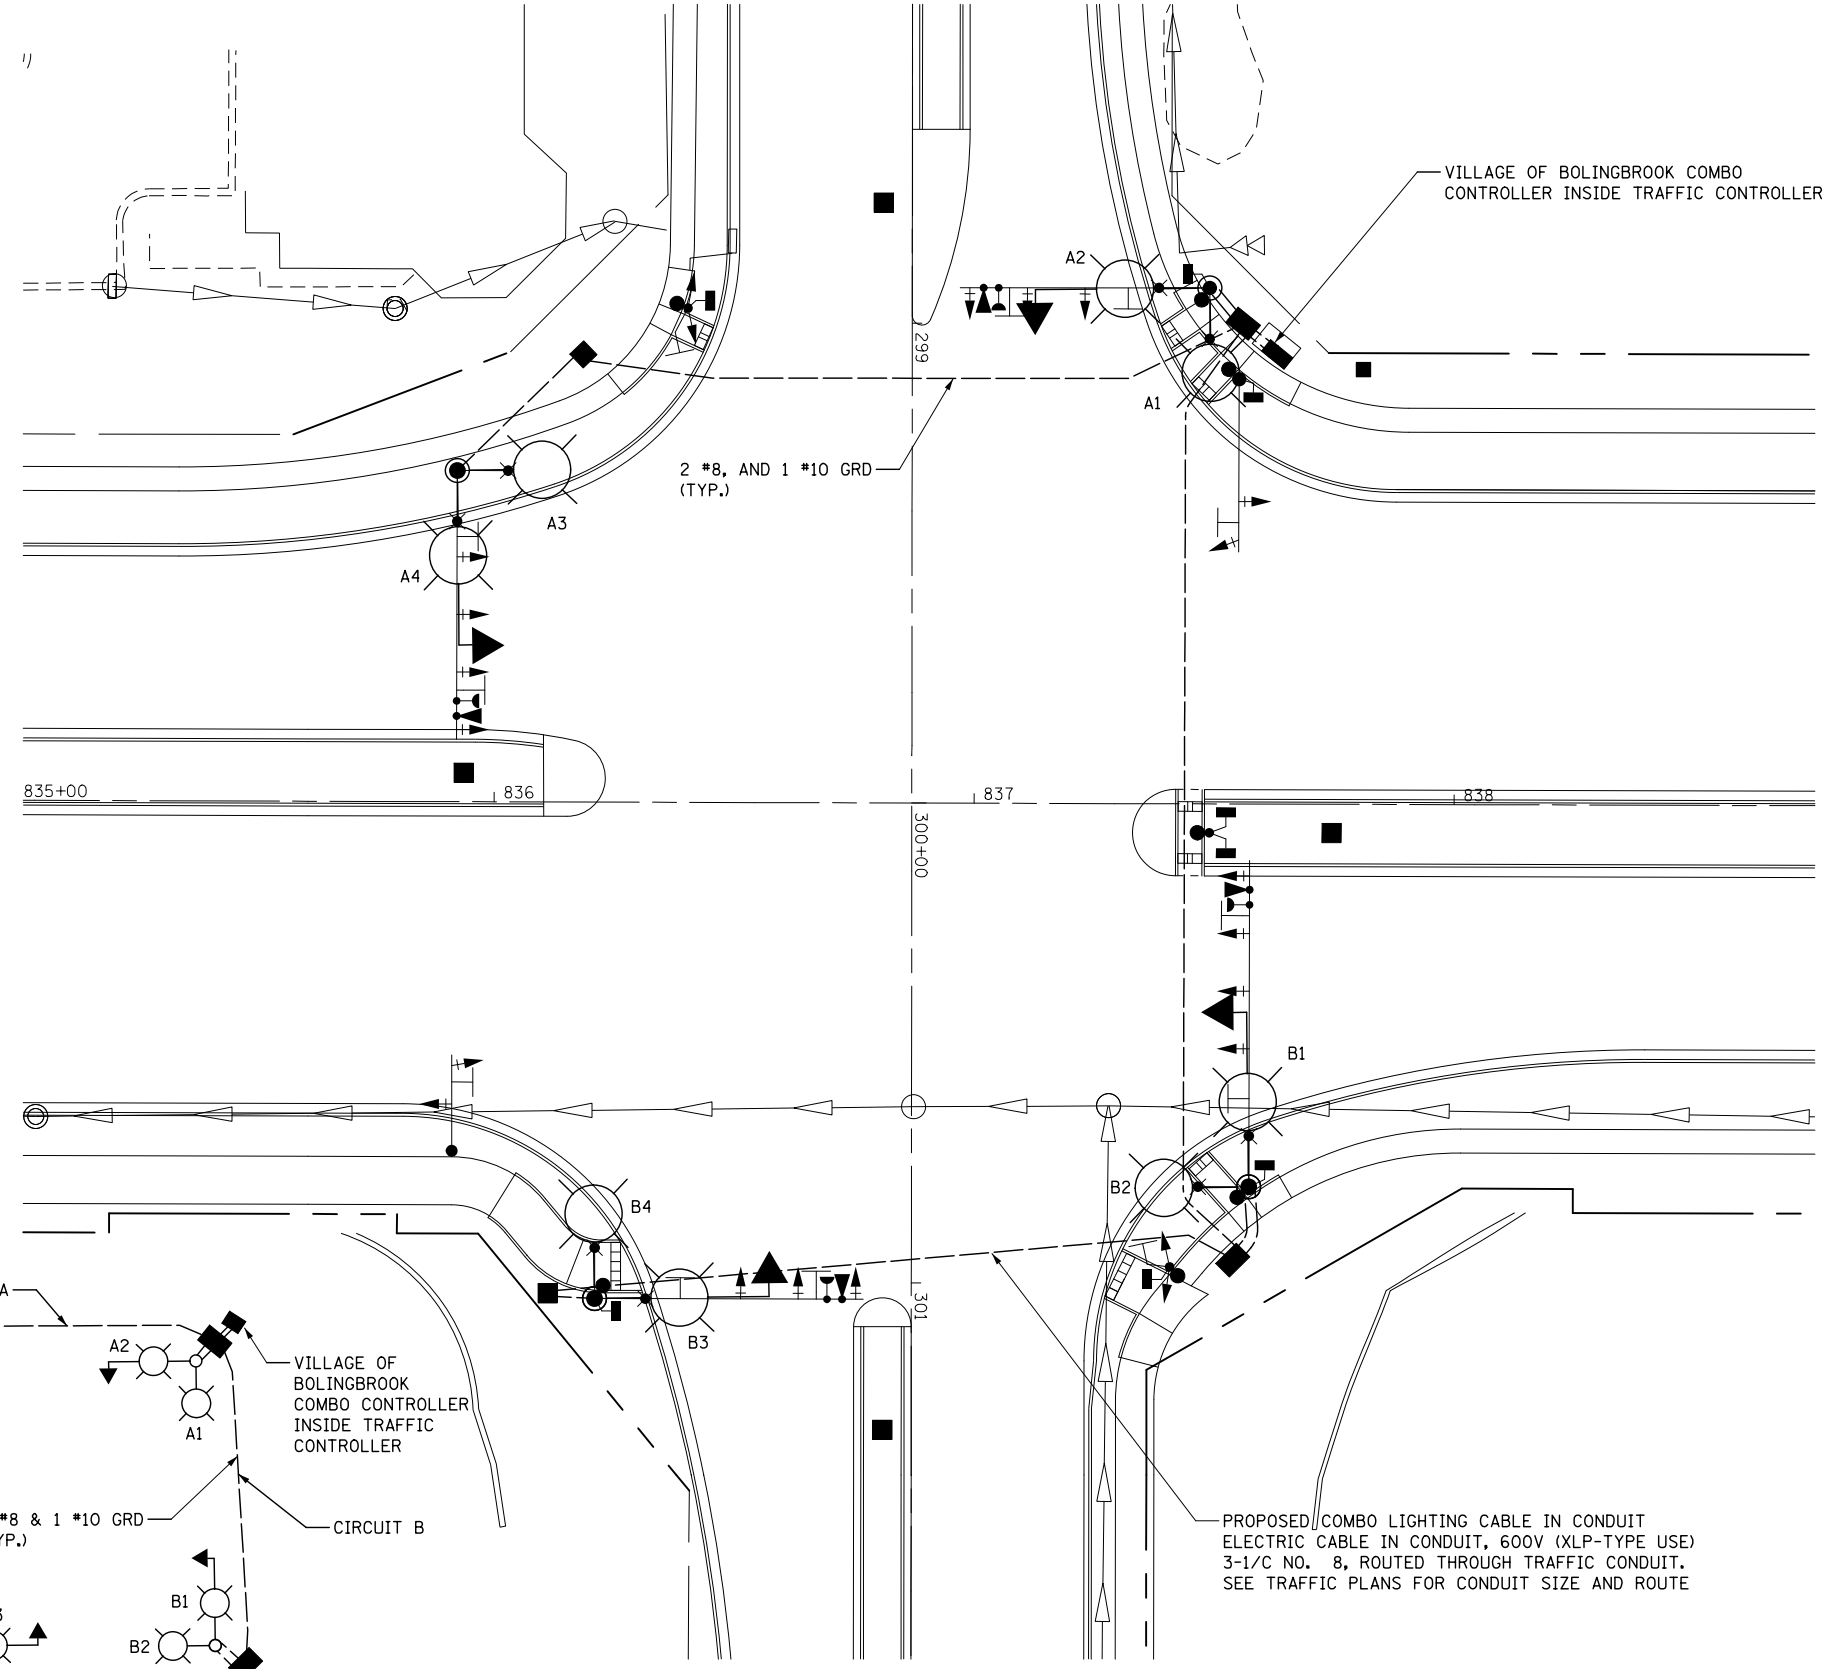 VILLAGE OF BOLINGBROOK COMBO
CONTROLLER INSIDE TRAFFIC CONTROLLER
A2
299
A1
2 #8, AND 1 #10 GRD
(TYP.)
A3
A4
835+00
836
837
838
300+00
B1
B2
B4
B3
301
A
A2
A1
VILLAGE OF
BOLINGBROOK
COMBO CONTROLLER
INSIDE TRAFFIC
CONTROLLER
#8 & 1 #10 GRD
YP.)
CIRCUIT B
B1
B2
PROPOSED COMBO LIGHTING CABLE IN CONDUIT
ELECTRIC CABLE IN CONDUIT, 600V (XLP-TYPE USE)
3-1/C NO. 8, ROUTED THROUGH TRAFFIC CONDUIT.
SEE TRAFFIC PLANS FOR CONDUIT SIZE AND ROUTE